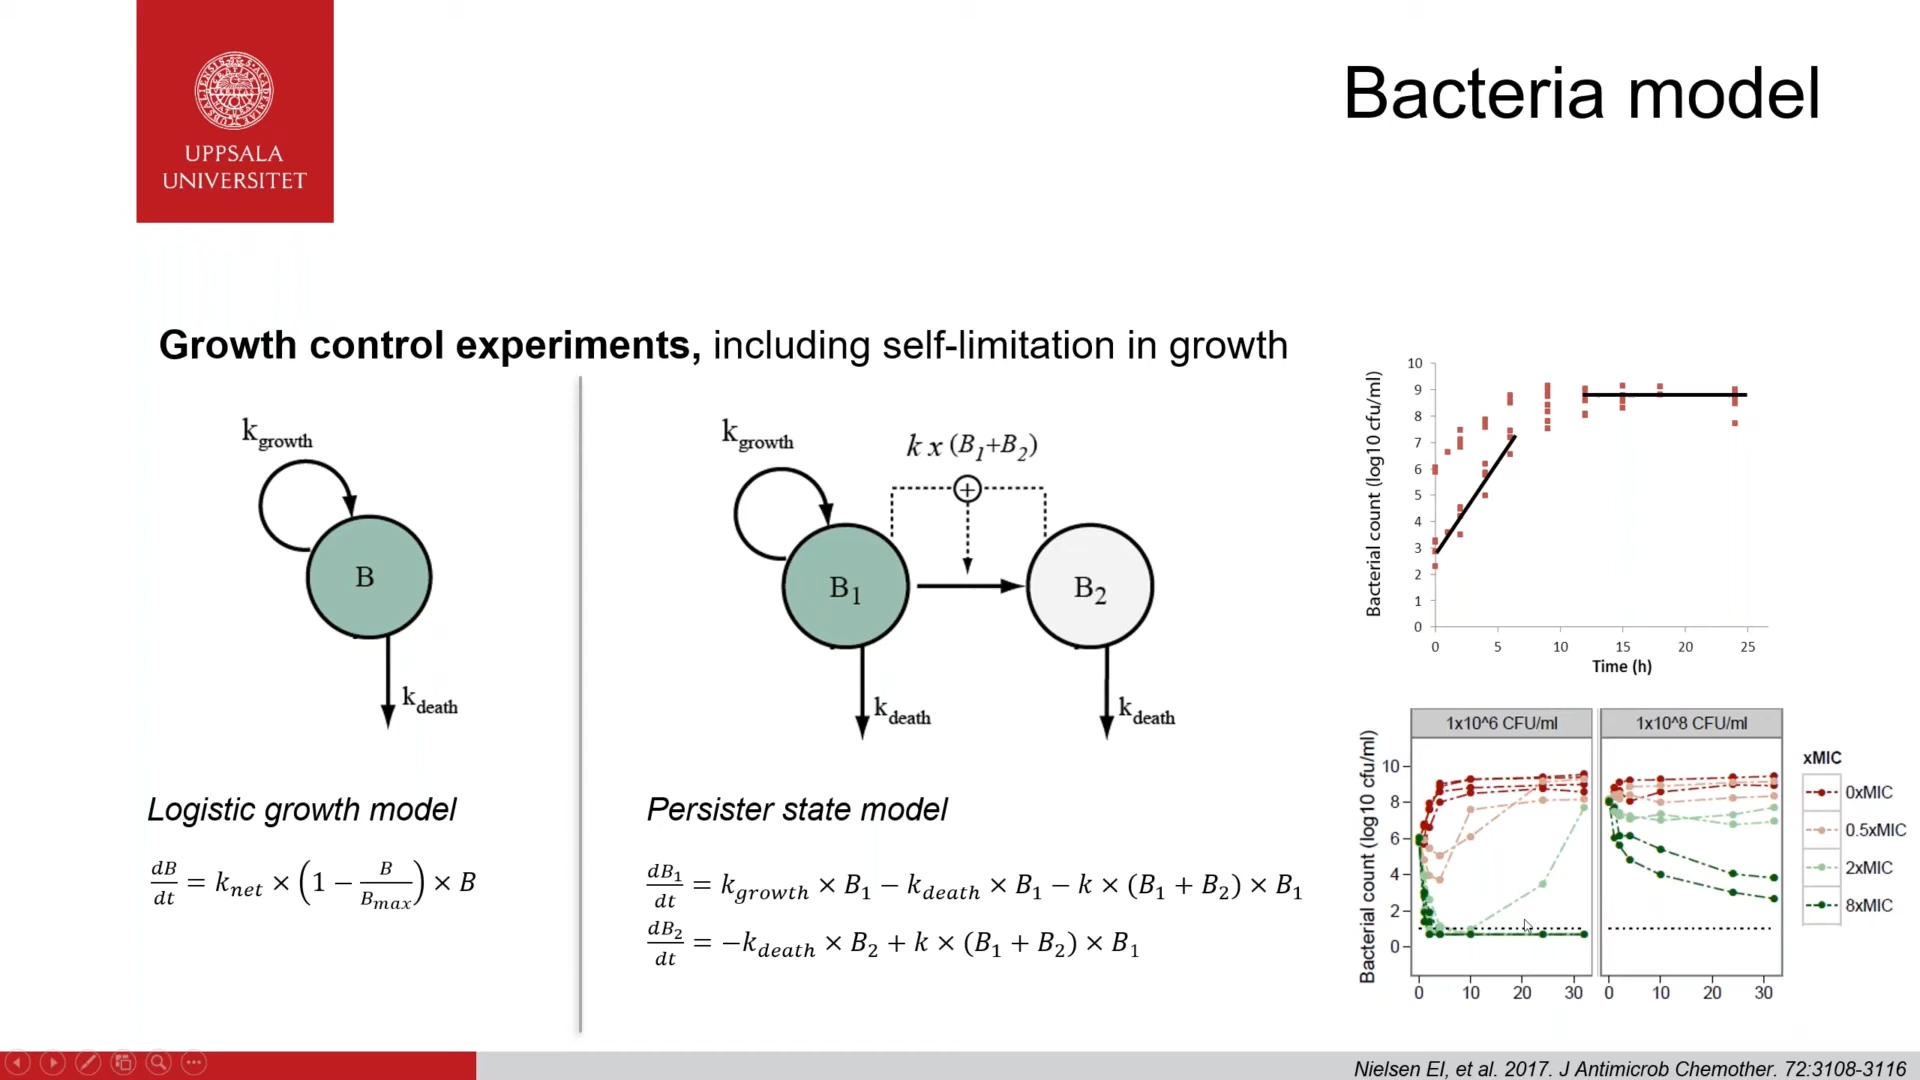 UPPSALA
UNIVERSITET
Bacteria model
Growth control experiments, including self-limitation in growth
k_growth
B
k_death
Logistic growth model
dB/dt = k_net × (1 − B/B_max) × B
k_growth
k x (B_1+B_2)
+
B_1
B_2
k_death
k_death
Persister state model
dB_1/dt = k_growth × B_1 − k_death × B_1 − k × (B_1 + B_2) × B_1
dB_2/dt = −k_death × B_2 + k × (B_1 + B_2) × B_1
Bacterial count (log10 cfu/ml)
10
9
8
7
6
5
4
3
2
1
0
0 5 10 15 20 25
Time (h)
1x10^6 CFU/ml 1x10^8 CFU/ml
Bacterial count (log10 cfu/ml)
10
8
6
4
2
0
0 10 20 30 0 10 20 30
xMIC
0xMIC
0.5xMIC
2xMIC
8xMIC
Nielsen EI, et al. 2017. J Antimicrob Chemother. 72:3108-3116